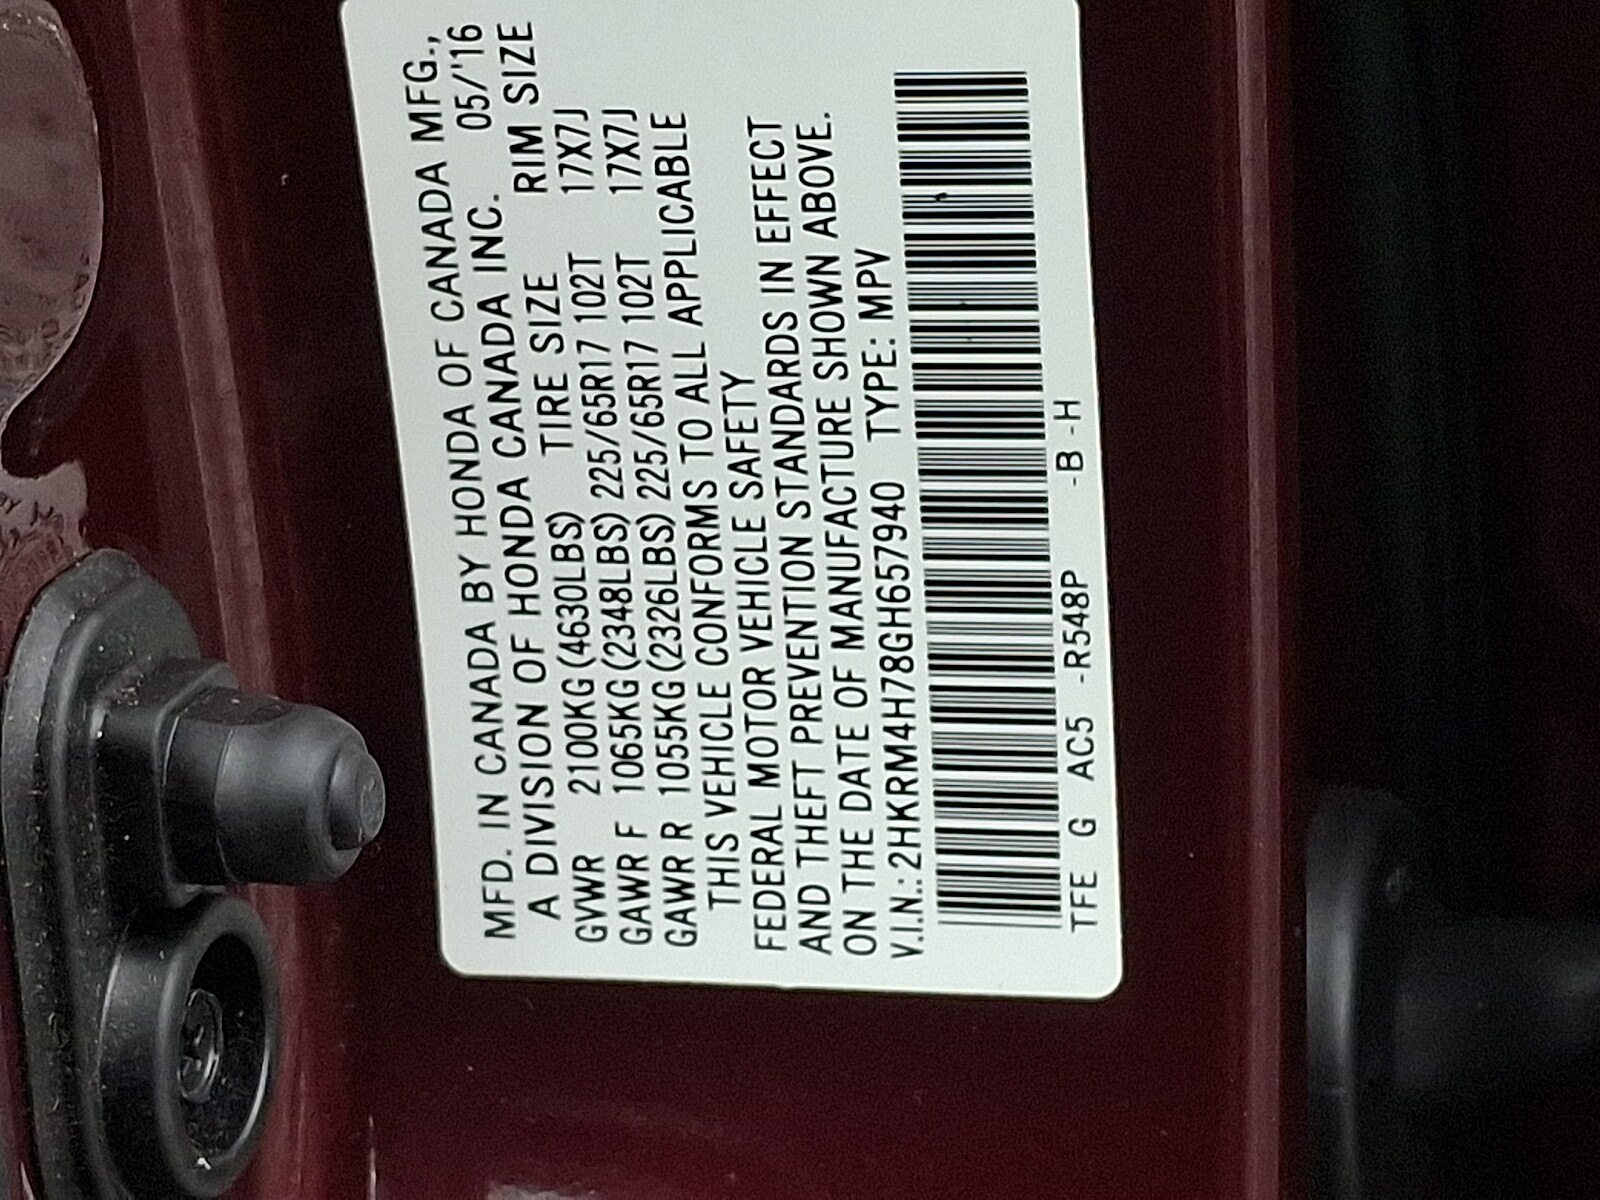 MFD. IN CANADA BY HONDA OF CANADA MFG.,
A DIVISION OF HONDA CANADA INC. 05/'16
TIRE SIZE RIM SIZE
GVWR 2100KG(4630LBS)
GAWR F 1065KG(2348LBS) 225/65R17 102T 17X7J
GAWR R 1055KG(2326LBS) 225/65R17 102T 17X7J
THIS VEHICLE CONFORMS TO ALL APPLICABLE
FEDERAL MOTOR VEHICLE SAFETY
AND THEFT PREVENTION STANDARDS IN EFFECT
ON THE DATE OF MANUFACTURE SHOWN ABOVE.
V.I.N.: 2HKRM4H78GH657940 TYPE: MPV
TFE G AC5 -R548P -B -H